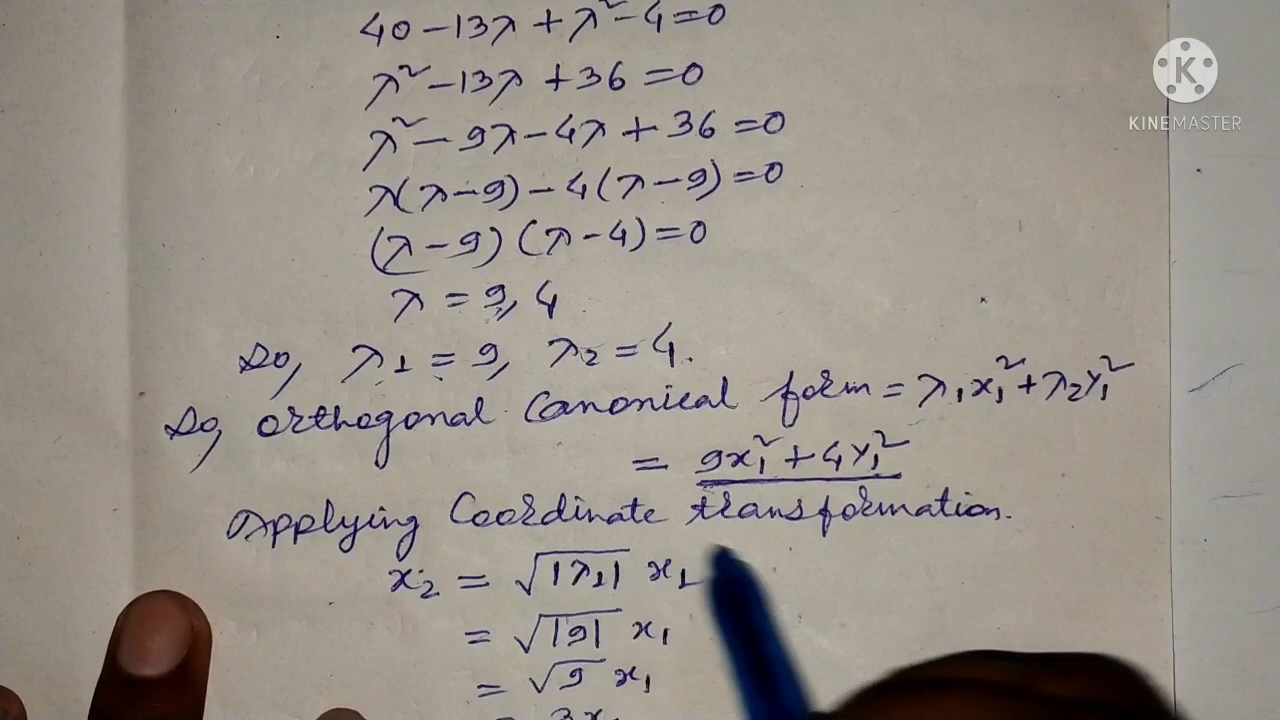 40 - 13λ + λ² - 4 = 0
λ² - 13λ + 36 = 0
λ² - 9λ - 4λ + 36 = 0
λ(λ - 9) - 4(λ - 9) = 0
(λ - 9) (λ - 4) = 0
λ = 9, 4
So, λ₁ = 9, λ₂ = 4.
So, orthogonal canonical form = λ₁x₁² + λ₂y₁²
= 9x₁² + 4y₁²
Applying Coordinate transformation.
x₂ = √|λ₁| x₁
= √|9| x₁
= √9 x₁
= 3x₁
K
KINEMASTER